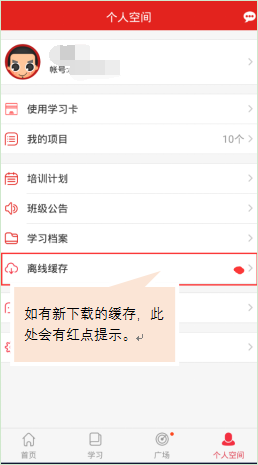 个人空间
帐号:
使用学习卡
我的项目 10个
培训计划
班级公告
学习档案
离线缓存
如有新下载的缓存，此
处会有红点提示。
首页 学习 广场 个人空间